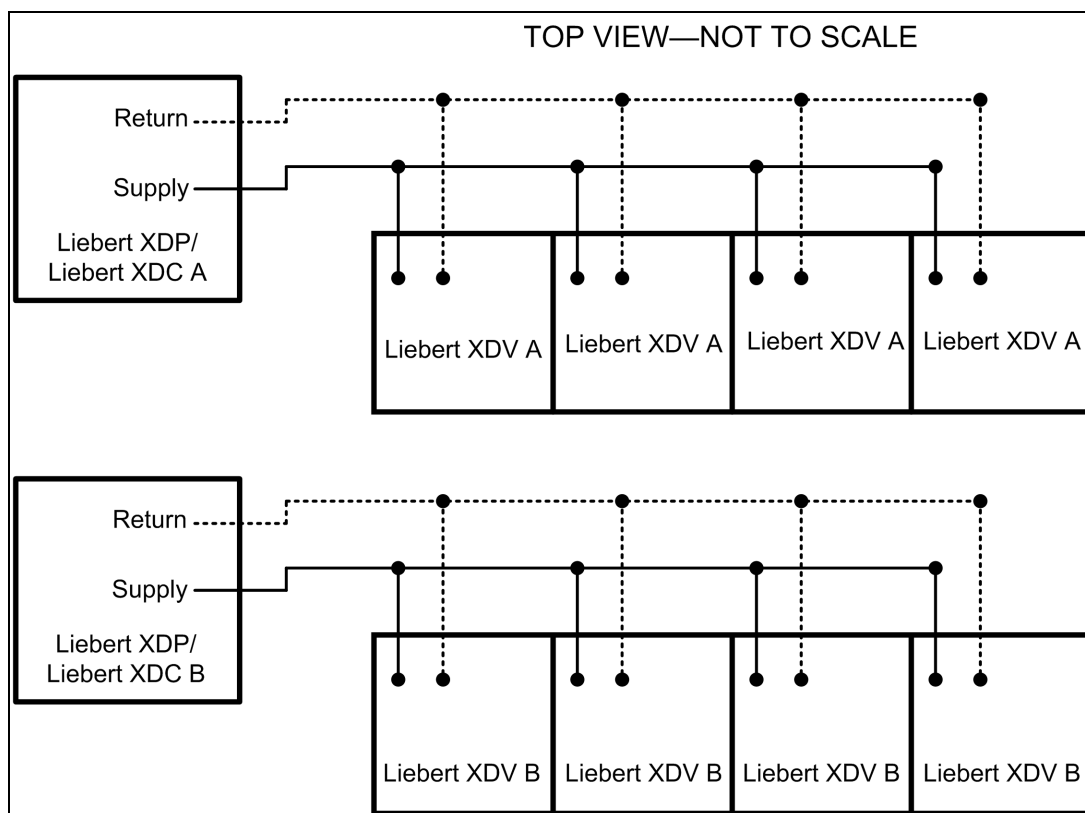 TOP VIEW—NOT TO SCALE
Return
Supply
Liebert XDP/
Liebert XDC A
Liebert XDV A
Liebert XDV A
Liebert XDV A
Liebert XDV A
Return
Supply
Liebert XDP/
Liebert XDC B
Liebert XDV B
Liebert XDV B
Liebert XDV B
Liebert XDV B